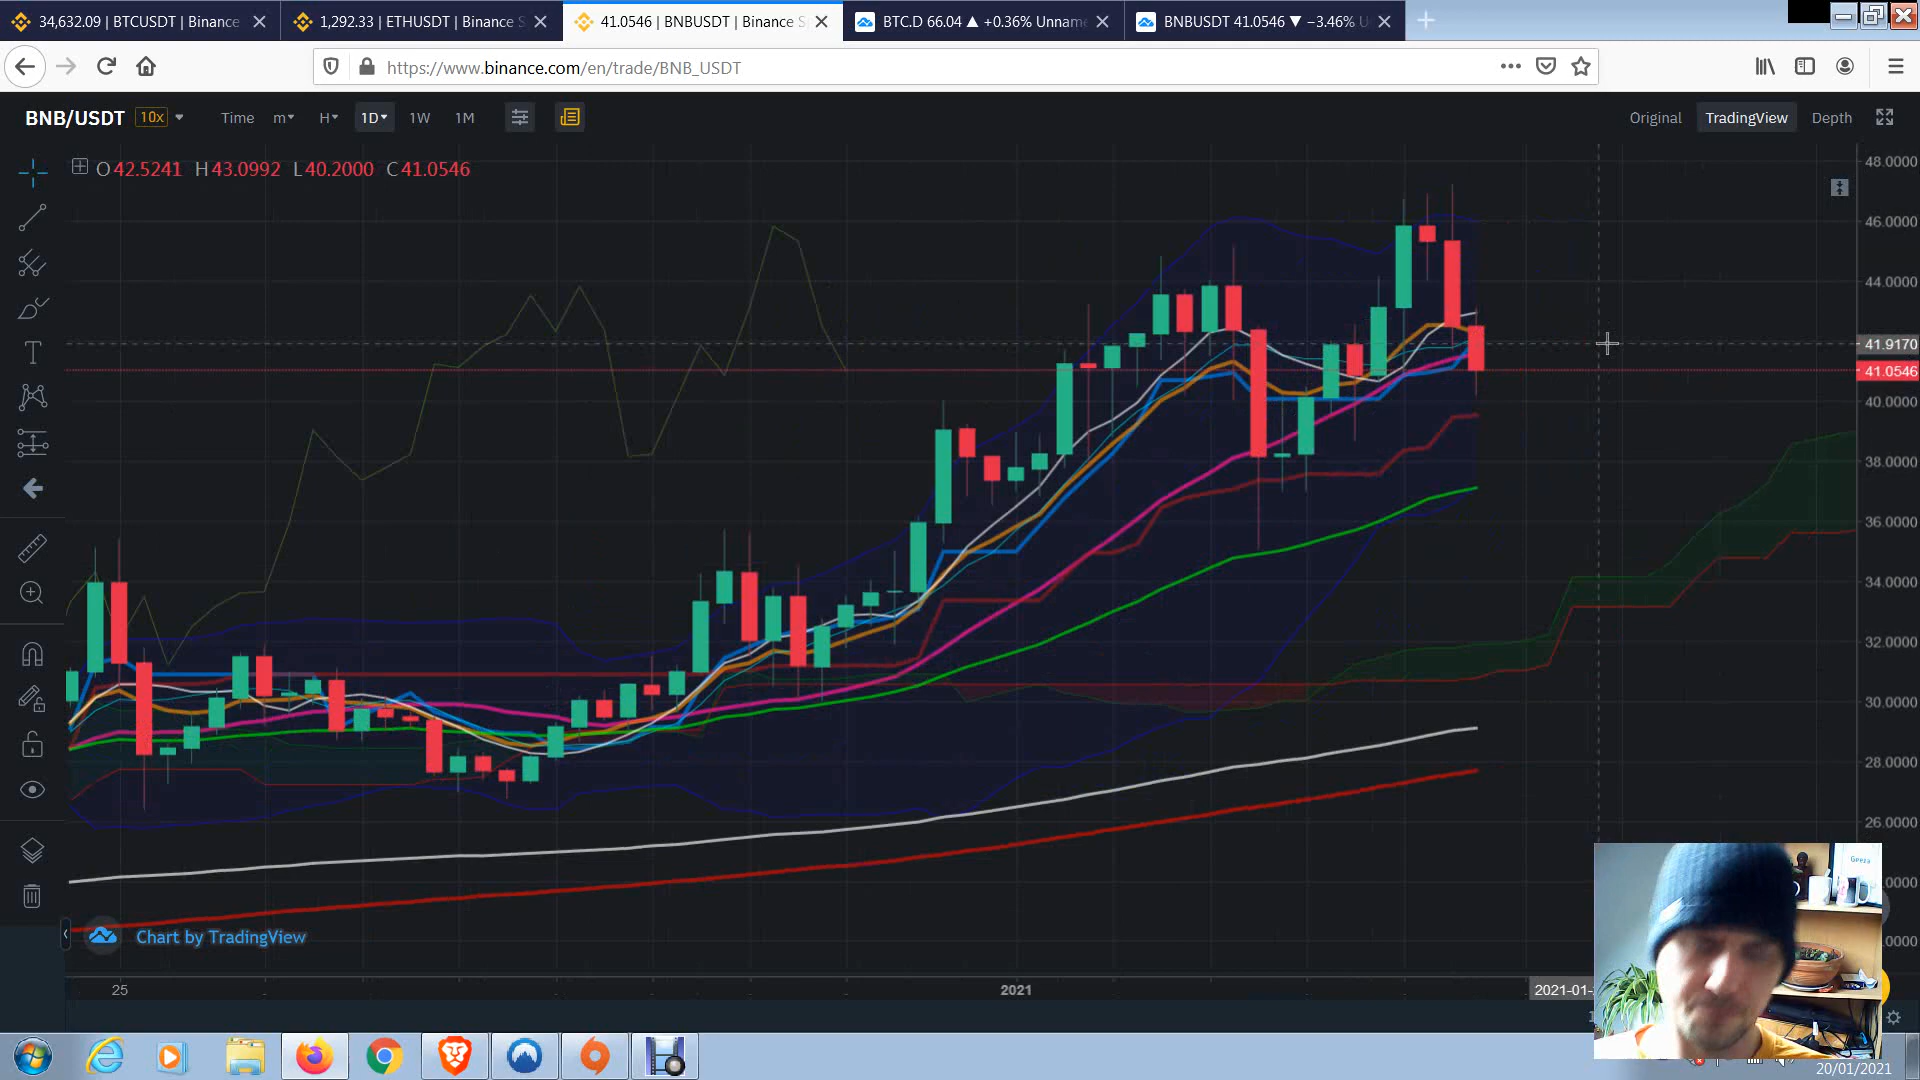 34,632.09 | BTCUSDT | Binance
1,292.33 | ETHUSDT | Binance S
41.0546 | BNBUSDT | Binance S
BTC.D 66.04 ▲ +0.36% Unnam
BNBUSDT 41.0546 ▼ −3.46% U
https://www.binance.com/en/trade/BNB_USDT
BNB/USDT 10x Time m H 1D 1W 1M
Original TradingView Depth
O42.5241 H43.0992 L40.2000 C41.0546
48.0000
46.0000
44.0000
41.9170
41.0546
40.0000
38.0000
36.0000
34.0000
32.0000
30.0000
28.0000
26.0000
Geeza
Chart by TradingView
25
2021
2021-01-
20/01/2021